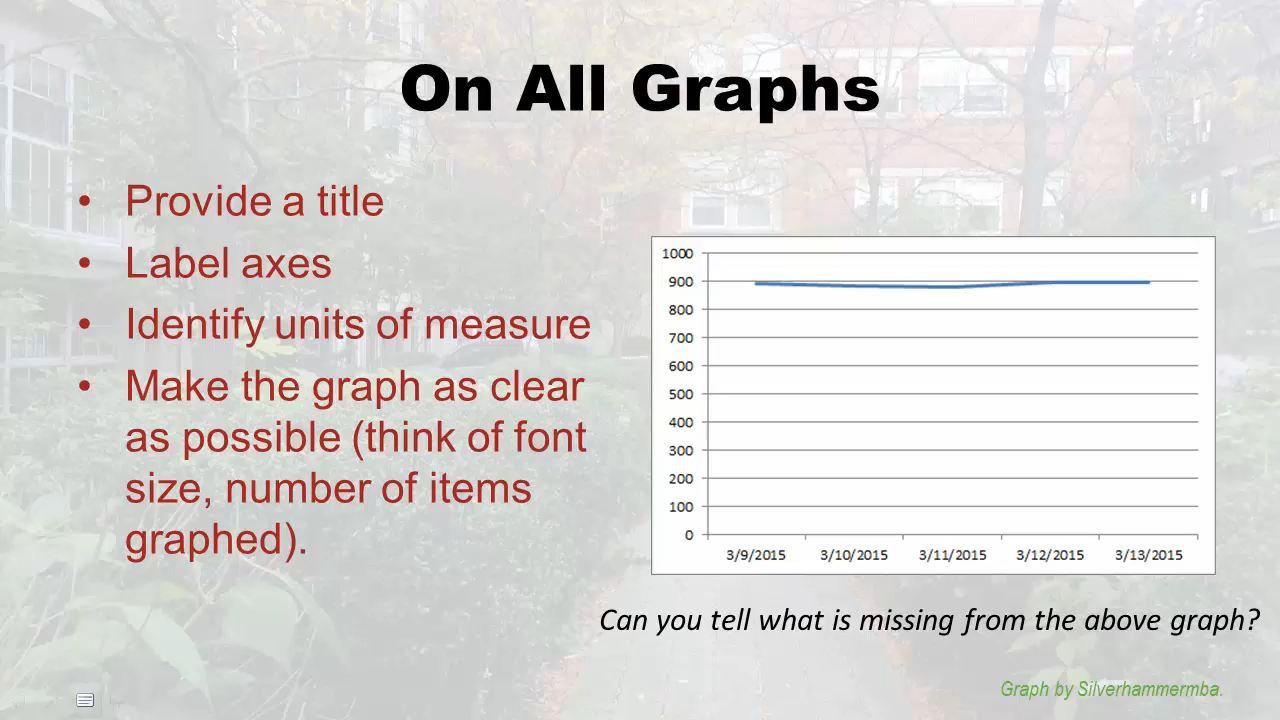 On All Graphs
• Provide a title
• Label axes
• Identify units of measure
• Make the graph as clear
as possible (think of font
size, number of items
graphed).
1000
900
800
700
600
500
400
300
200
100
0
3/9/2015 3/10/2015 3/11/2015 3/12/2015 3/13/2015
Can you tell what is missing from the above graph?
Graph by Silverhammermba.